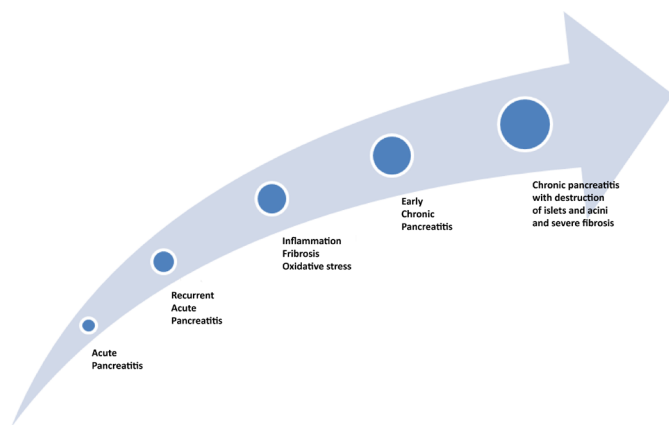 Acute
Pancreatitis
Recurrent
Acute
Pancreatitis
Inflammation
Fribrosis
Oxidative stress
Early
Chronic
Pancreatitis
Chronic pancreatitis
with destruction
of islets and acini
and severe fibrosis